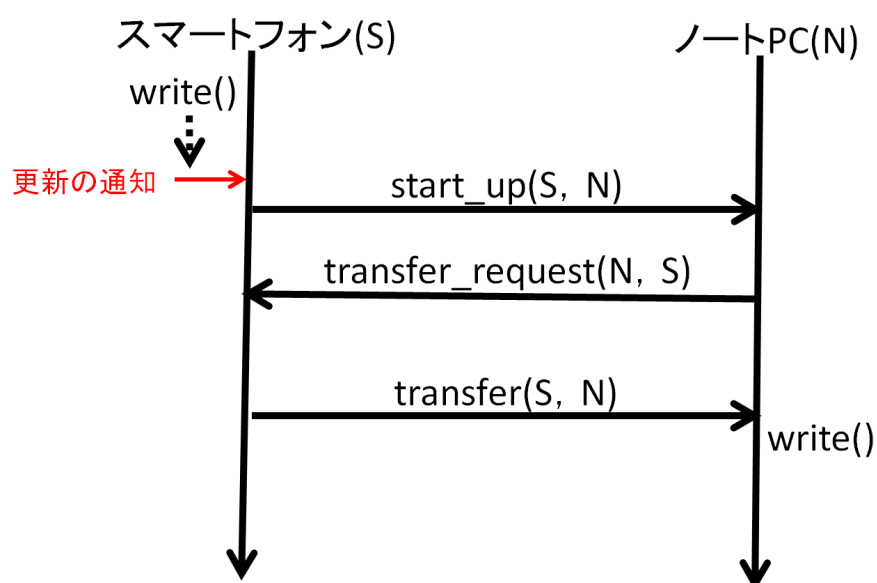 スマートフォン(S)
ノートPC(N)
write()
更新の通知
start_up(S, N)
transfer_request(N, S)
transfer(S, N)
write()